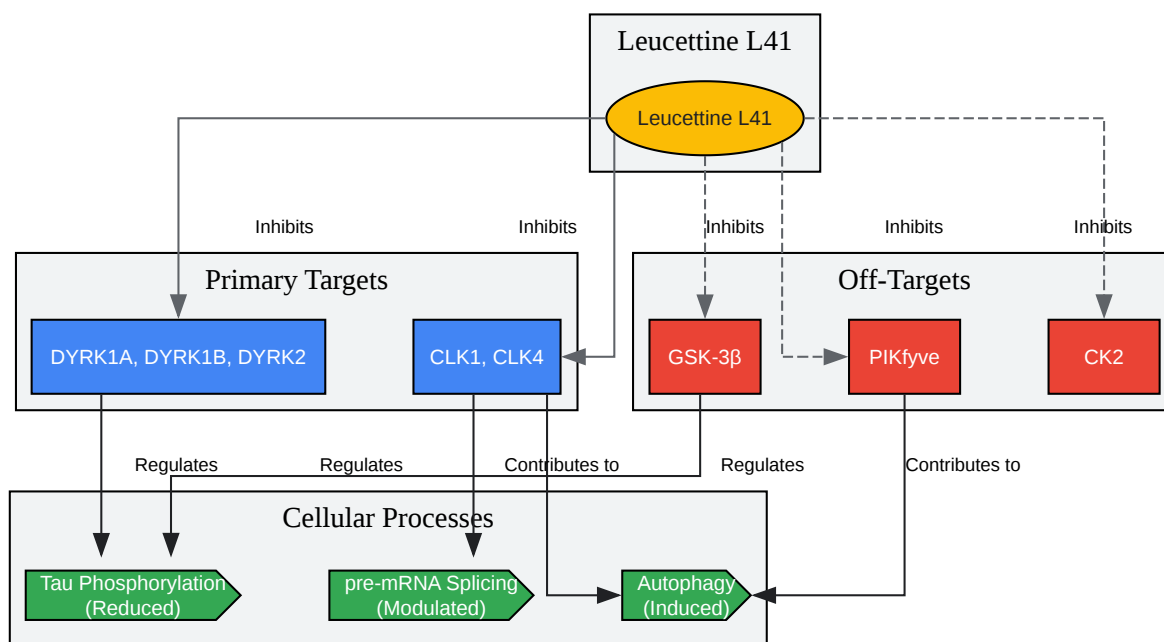 Leucettine L41
Leucettine L41
Inhibits
Inhibits
Inhibits
Inhibits
Inhibits
Primary Targets
Off-Targets
DYRK1A, DYRK1B, DYRK2
CLK1, CLK4
GSK-3β
PIKfyve
CK2
Regulates
Regulates
Contributes to
Regulates
Contributes to
Cellular Processes
Tau Phosphorylation
(Reduced)
pre-mRNA Splicing
(Modulated)
Autophagy
(Induced)